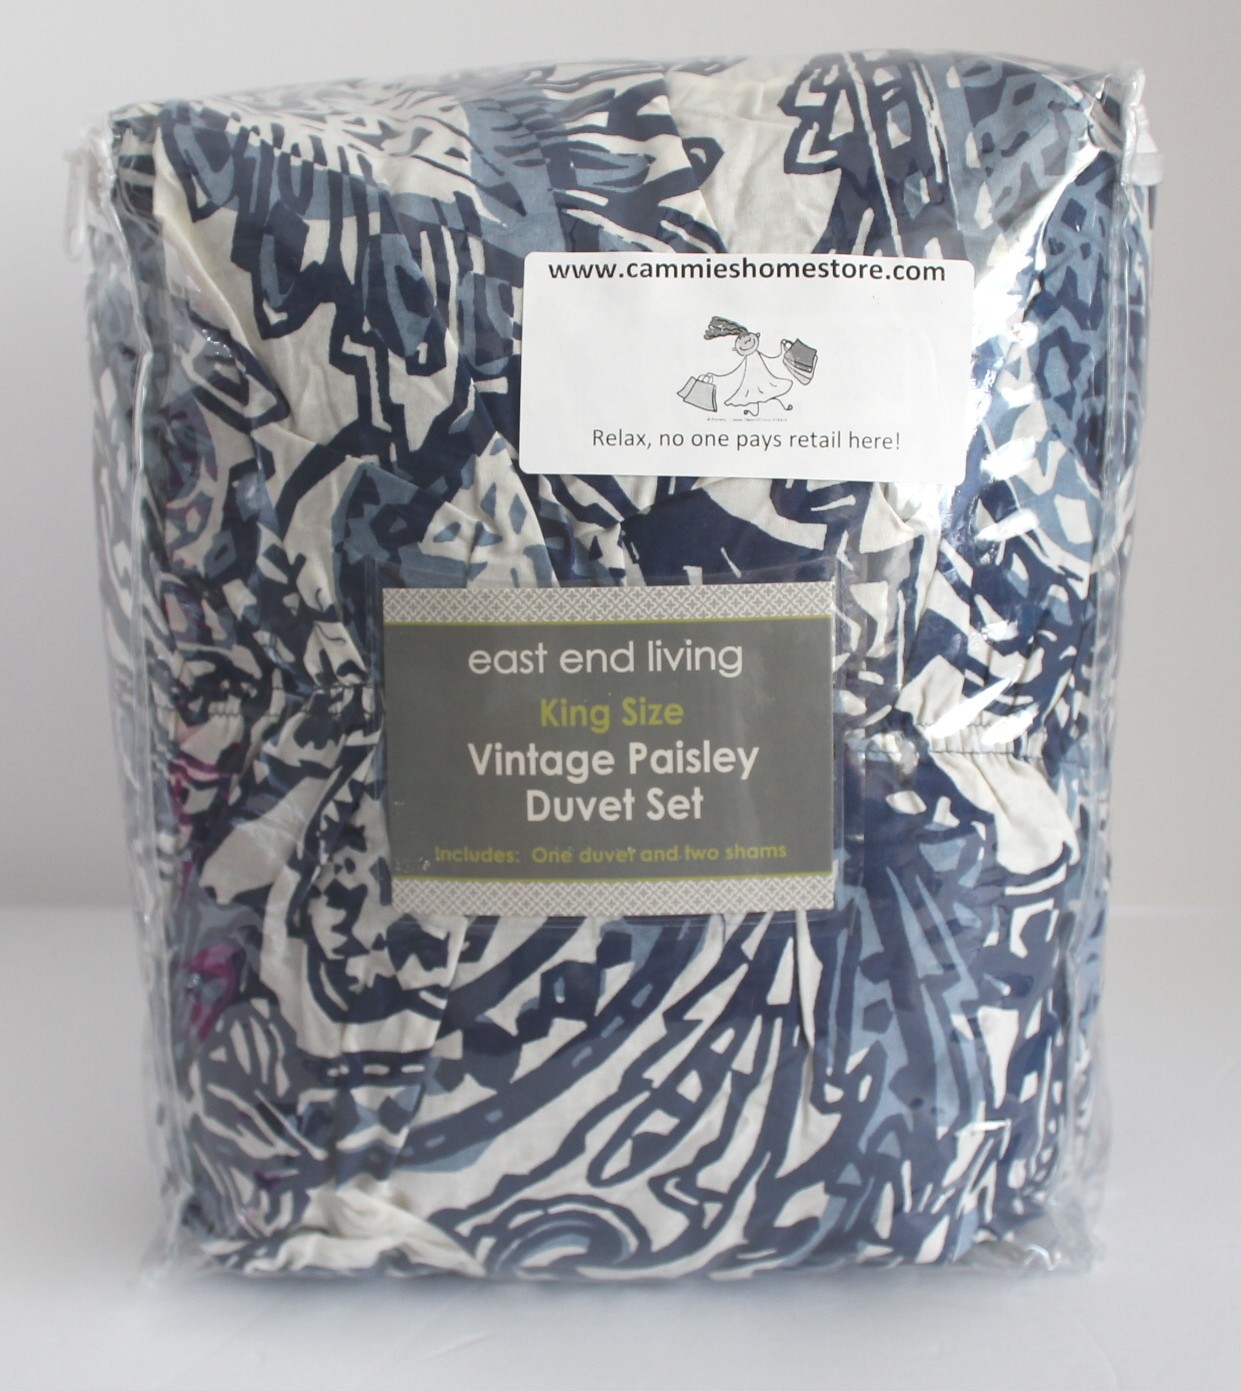 www.cammieshomestore.com
Relax, no one pays retail here!
east end living
King Size
Vintage Paisley
Duvet Set
Includes: One duvet and two shams